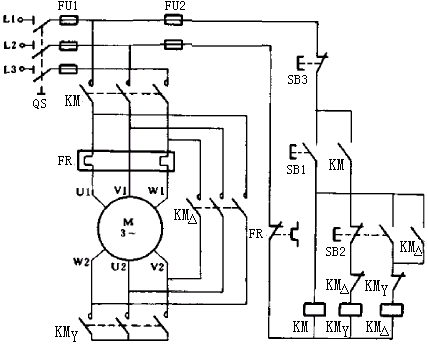 FU1 FU2
L1
L2
L3
QS
KM
SB3
FR
SB1 KM
U1 V1 W1
M
3~
KM△
FR
SB2
KM△
W2 U2 V2
KM△ KMY
KMY
KM KMY KM△